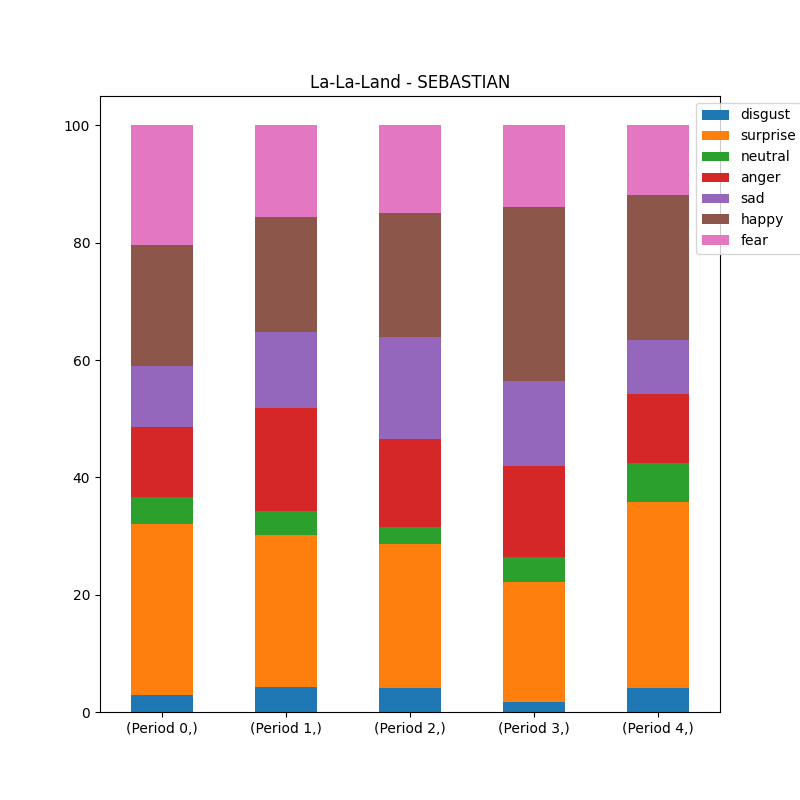 La-La-Land - SEBASTIAN
100
80
60
40
20
0
(Period 0,) (Period 1,) (Period 2,) (Period 3,) (Period 4,)
disgust
surprise
neutral
anger
sad
happy
fear